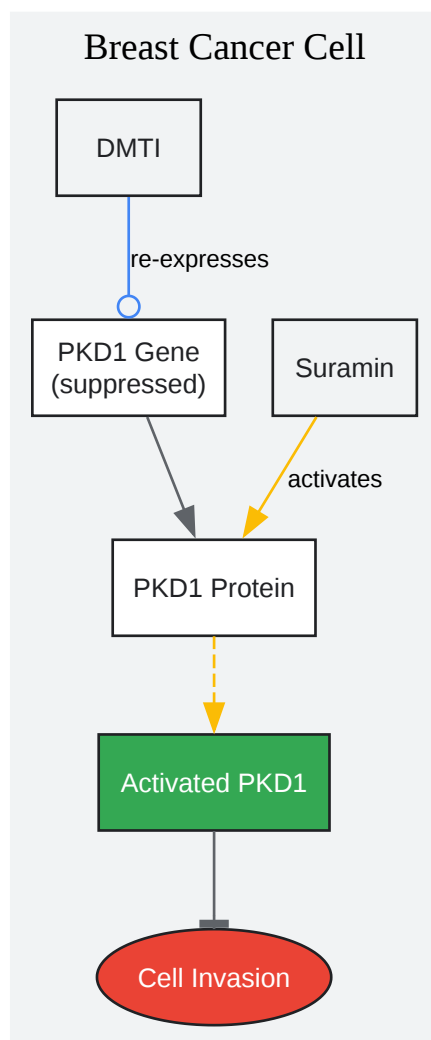 Breast Cancer Cell
DMTI
re-expresses
PKD1 Gene
(suppressed)
Suramin
activates
PKD1 Protein
Activated PKD1
Cell Invasion